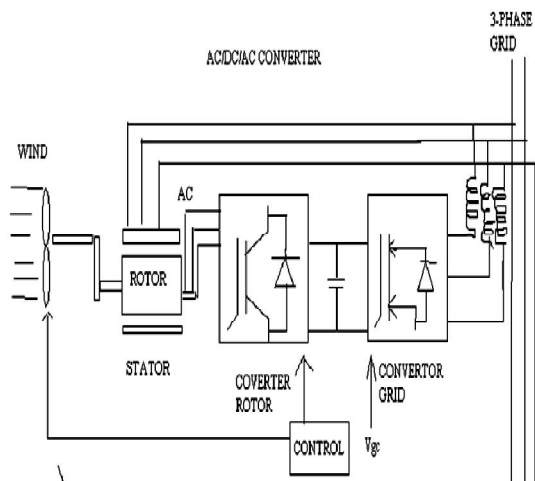 3-PHASE
GRID
AC/DC/AC CONVERTER
WIND
AC
ROTOR
STATOR
COVERTER
ROTOR
CONVERTOR
GRID
CONTROL
Vgc